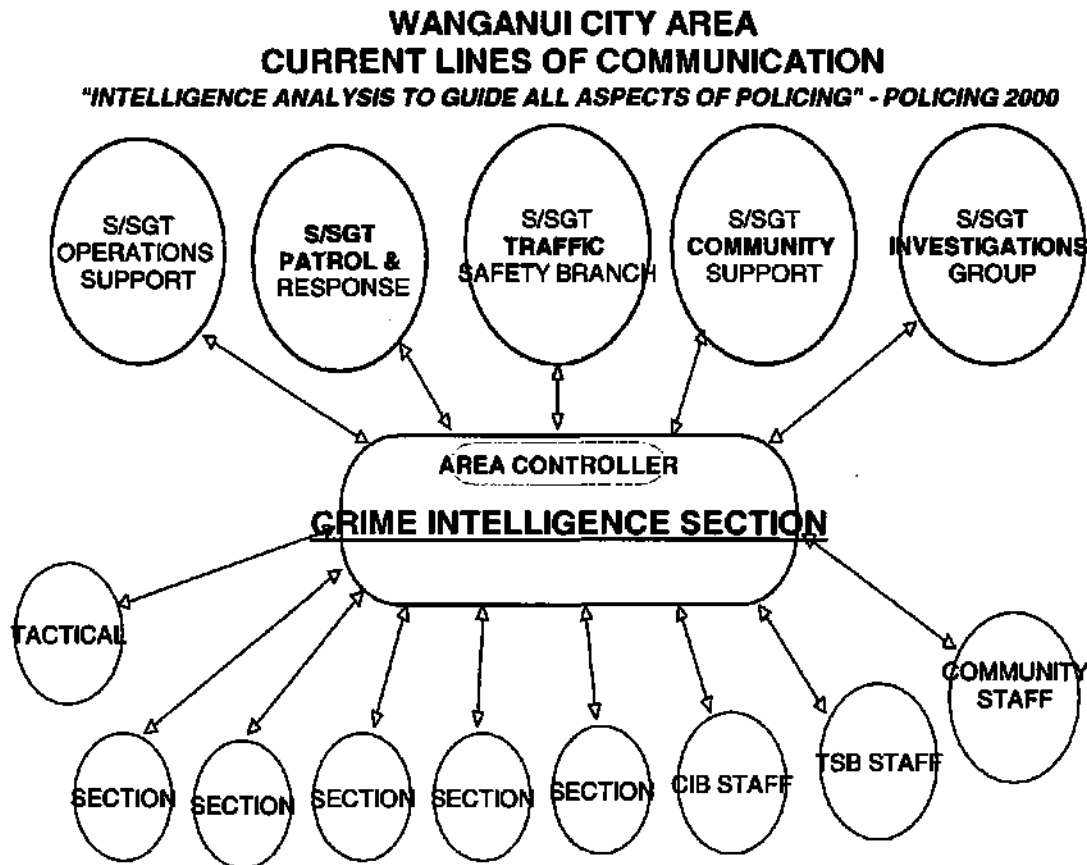 WANGANUI CITY AREA
CURRENT LINES OF COMMUNICATION
"INTELLIGENCE ANALYSIS TO GUIDE ALL ASPECTS OF POLICING" - POLICING 2000
S/SGT
OPERATIONS
SUPPORT
S/SGT
PATROL &
RESPONSE
S/SGT
TRAFFIC
SAFETY BRANCH
S/SGT
COMMUNITY
SUPPORT
S/SGT
INVESTIGATIONS
GROUP
AREA CONTROLLER
CRIME INTELLIGENCE SECTION
TACTICAL
SECTION
SECTION
SECTION
SECTION
SECTION
CIB STAFF
TSB STAFF
COMMUNITY
STAFF